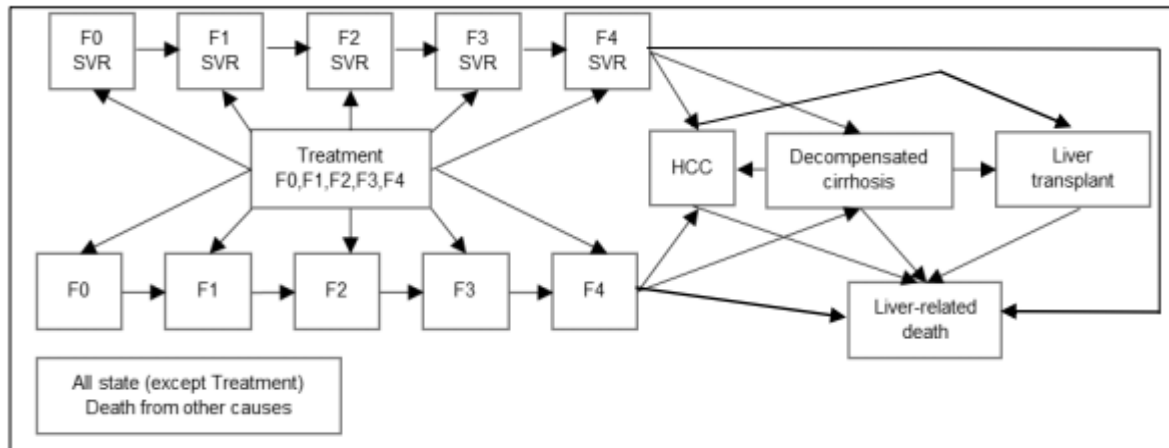 F0
SVR
F1
SVR
F2
SVR
F3
SVR
F4
SVR
Treatment
F0,F1,F2,F3,F4
HCC
Decompensated
cirrhosis
Liver
transplant
F0
F1
F2
F3
F4
Liver-related
death
All state (except Treatment)
Death from other causes